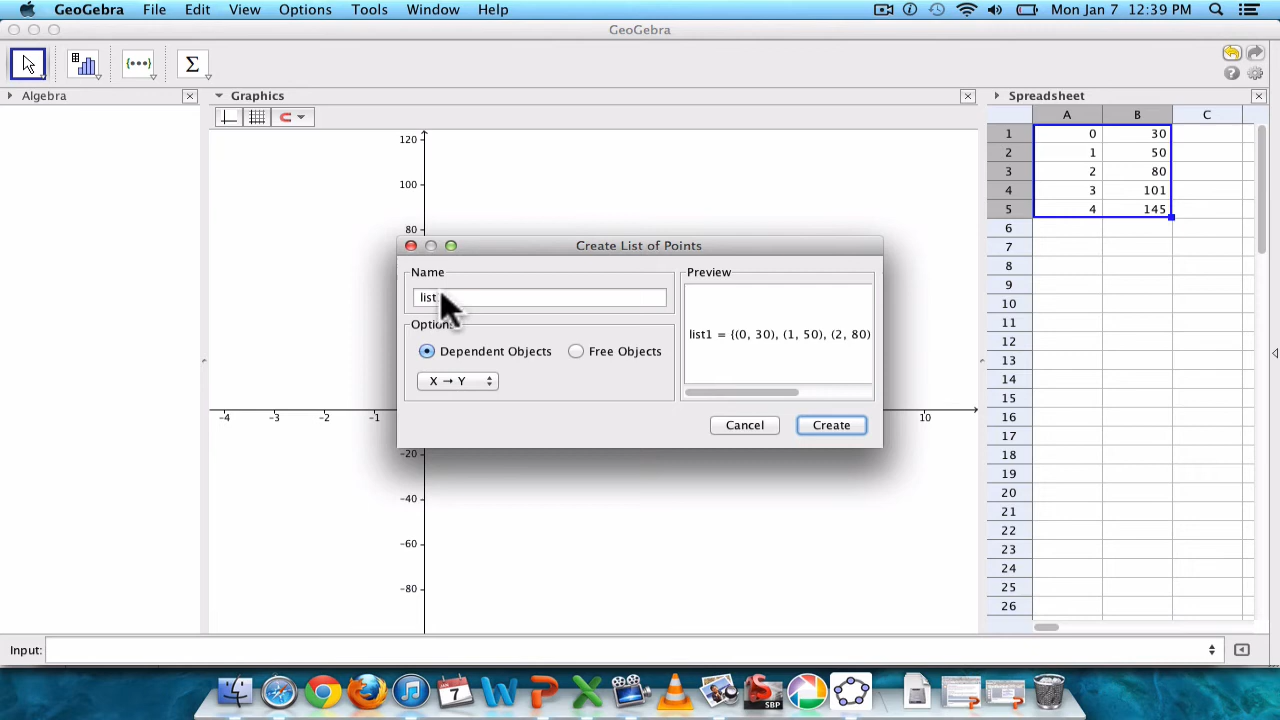 GeoGebra File Edit View Options Tools Window Help Mon Jan 7 12:39 PM
GeoGebra
Algebra
Graphics
Spreadsheet
A B C
1 0 30
2 1 50
3 2 80
4 3 101
5 4 145
6
7
8
9
10
11
12
13
14
15
16
17
18
19
20
21
22
23
24
25
26
120
100
80
-4 -3 -2 -1 10
-20
-40
-60
-80
Create List of Points
Name
list
Preview
list1 = {(0, 30), (1, 50), (2, 80)
Dependent Objects Free Objects
X → Y
Cancel Create
Input:
7
W P X
S
SBP